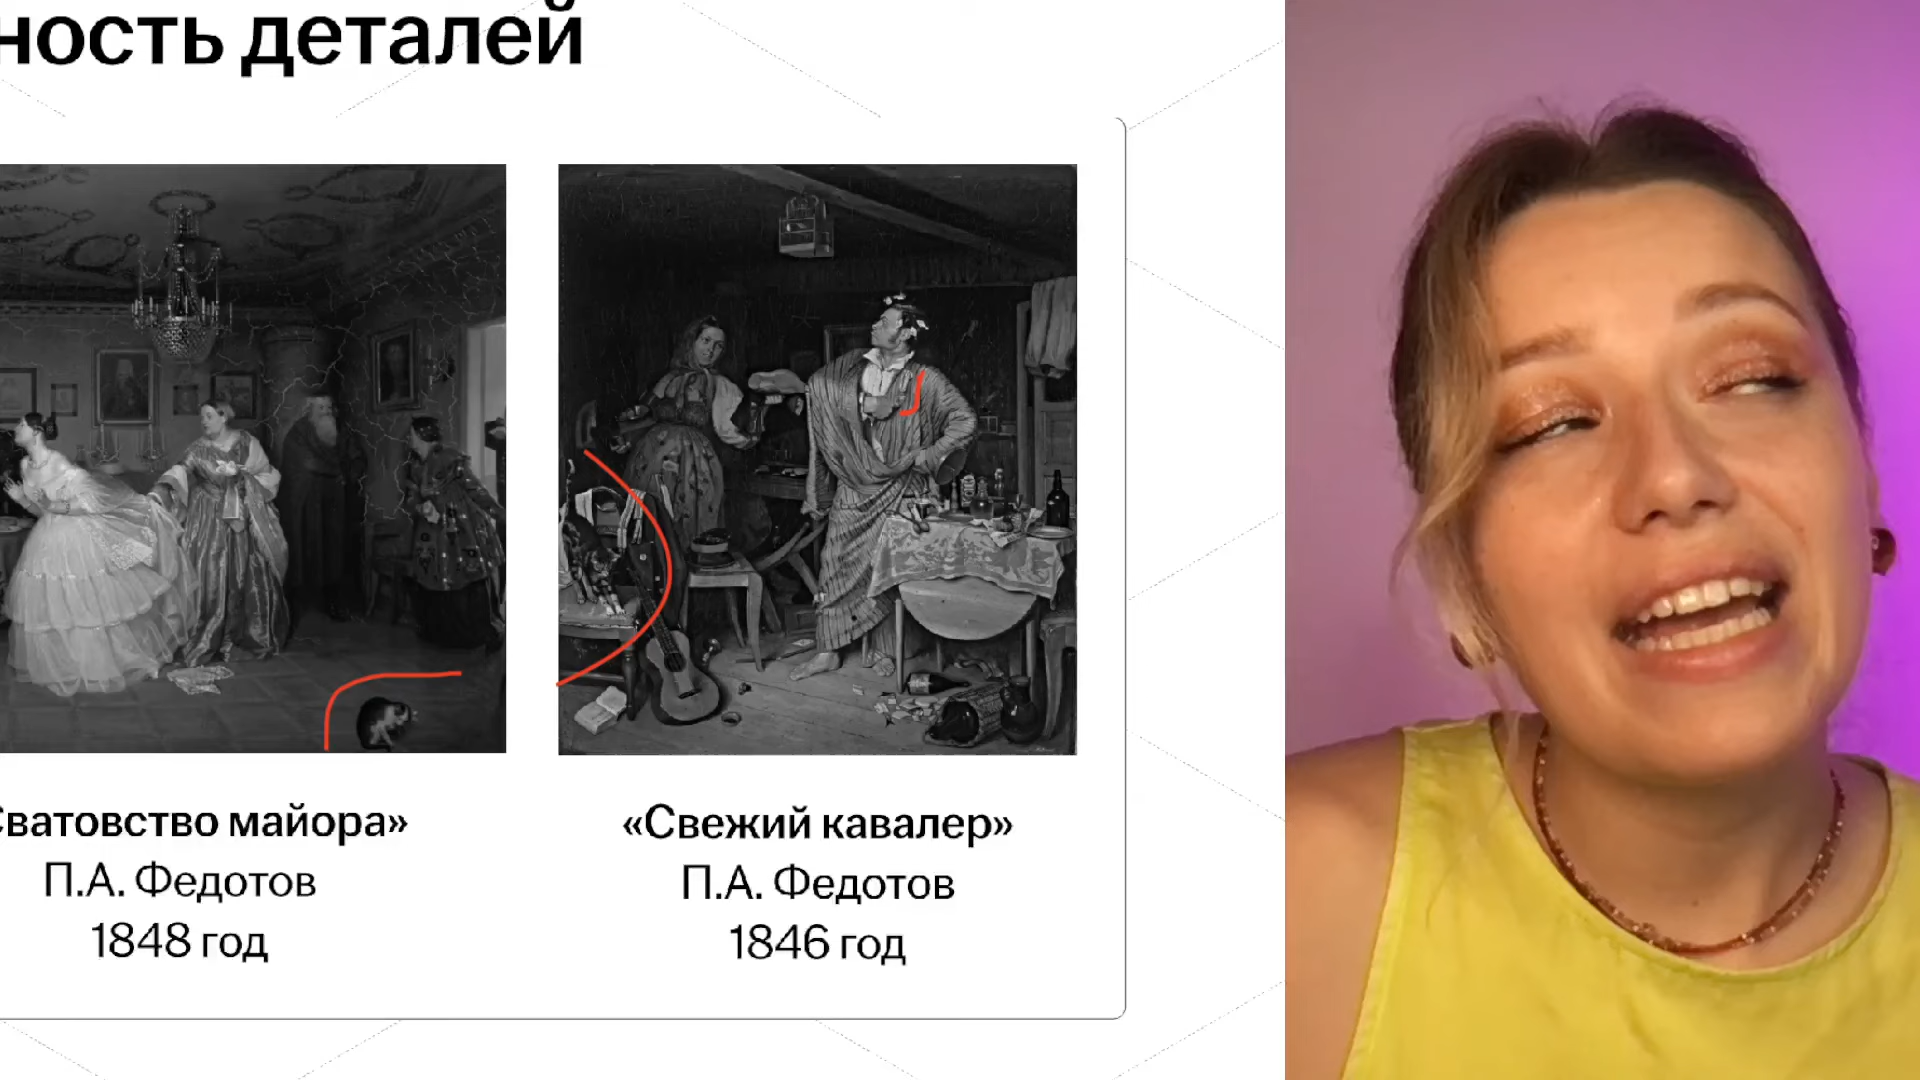 ность деталей
Сватовство майора»
П.А. Федотов
1848 год
«Свежий кавалер»
П.А. Федотов
1846 год